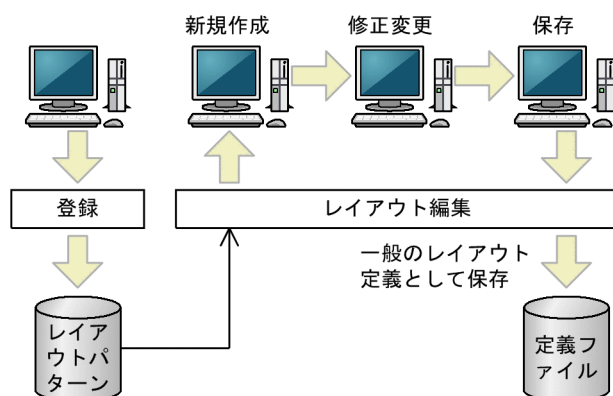 新規作成
修正変更
保存
登録
レイアウト編集
一般のレイアウト
定義として保存
レイア
ウトパ
ターン
定義フ
ァイル